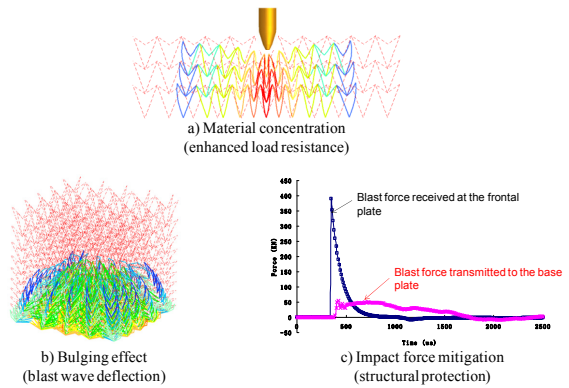 a) Material concentration
(enhanced load resistance)
b) Bulging effect
(blast wave deflection)
450
400
350
300
250
200
150
100
50
0
-50
Force (KN)
Blast force received at the frontal
plate
Blast force transmitted to the base
plate
0 500 1000 1500 2000 2500
Time (us)
c) Impact force mitigation
(structural protection)